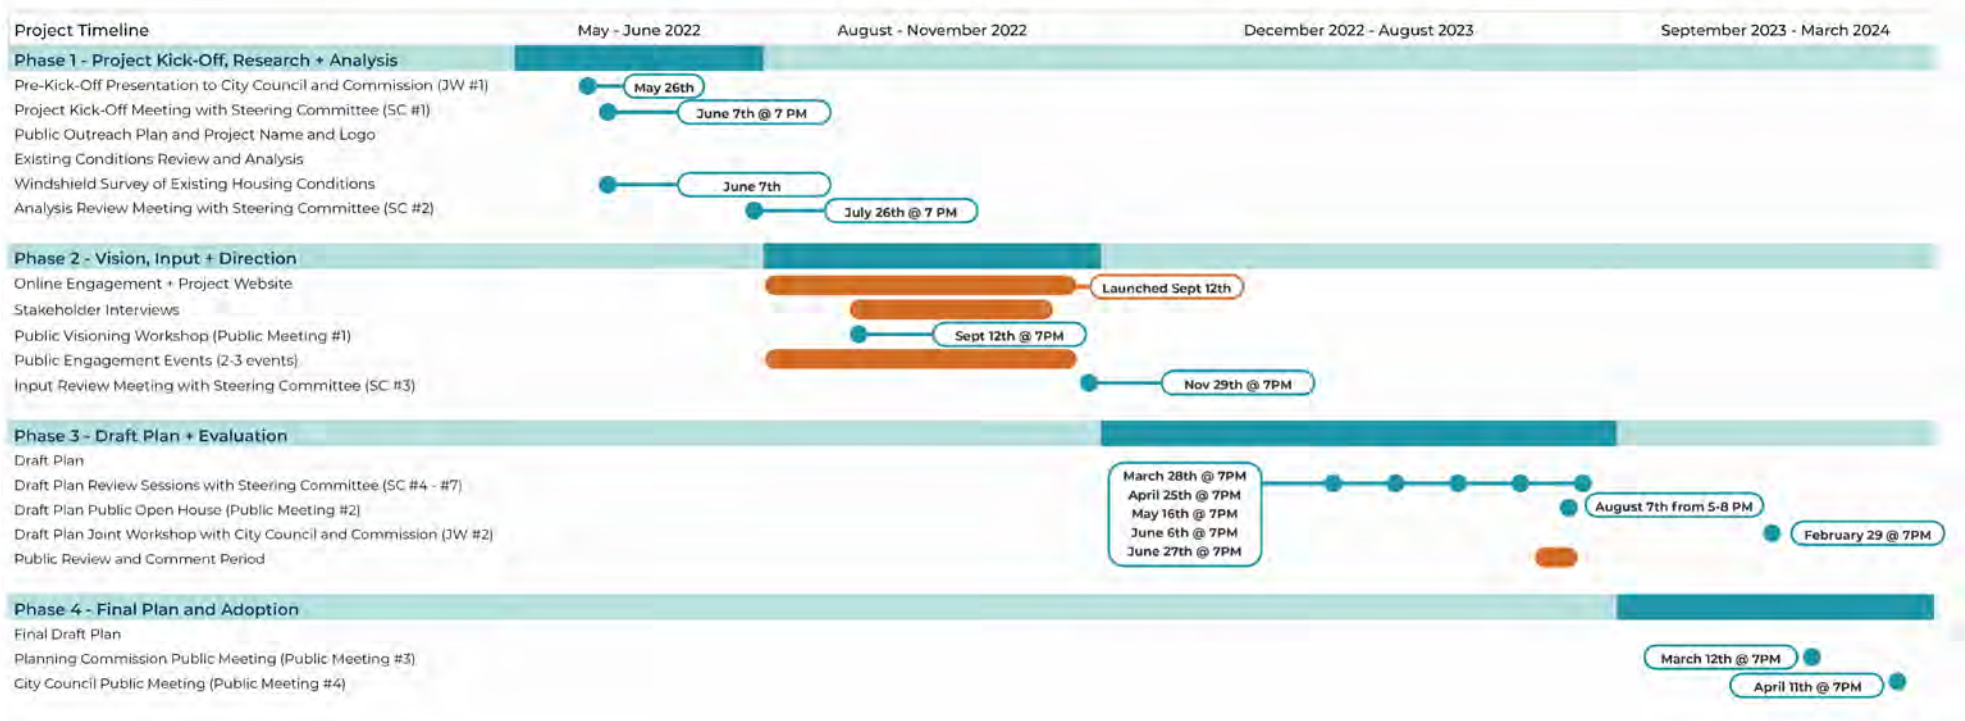 Project Timeline May - June 2022 August - November 2022 December 2022 - August 2023 September 2023 - March 2024
Phase 1 - Project Kick-Off, Research + Analysis
Pre-Kick-Off Presentation to City Council and Commission (JW #1) May 26th
Project Kick-Off Meeting with Steering Committee (SC #1) June 7th @ 7 PM
Public Outreach Plan and Project Name and Logo
Existing Conditions Review and Analysis
Windshield Survey of Existing Housing Conditions June 7th
Analysis Review Meeting with Steering Committee (SC #2) July 26th @ 7 PM
Phase 2 - Vision, Input + Direction
Online Engagement + Project Website Launched Sept 12th
Stakeholder Interviews
Public Visioning Workshop (Public Meeting #1) Sept 12th @ 7PM
Public Engagement Events (2-3 events)
Input Review Meeting with Steering Committee (SC #3) Nov 29th @ 7PM
Phase 3 - Draft Plan + Evaluation
Draft Plan
Draft Plan Review Sessions with Steering Committee (SC #4 - #7)
March 28th @ 7PM
April 25th @ 7PM
May 16th @ 7PM
June 6th @ 7PM
June 27th @ 7PM
Draft Plan Public Open House (Public Meeting #2) August 7th from 5-8 PM
Draft Plan Joint Workshop with City Council and Commission (JW #2) February 29 @ 7PM
Public Review and Comment Period
Phase 4 - Final Plan and Adoption
Final Draft Plan
Planning Commission Public Meeting (Public Meeting #3) March 12th @ 7PM
City Council Public Meeting (Public Meeting #4) April 11th @ 7PM